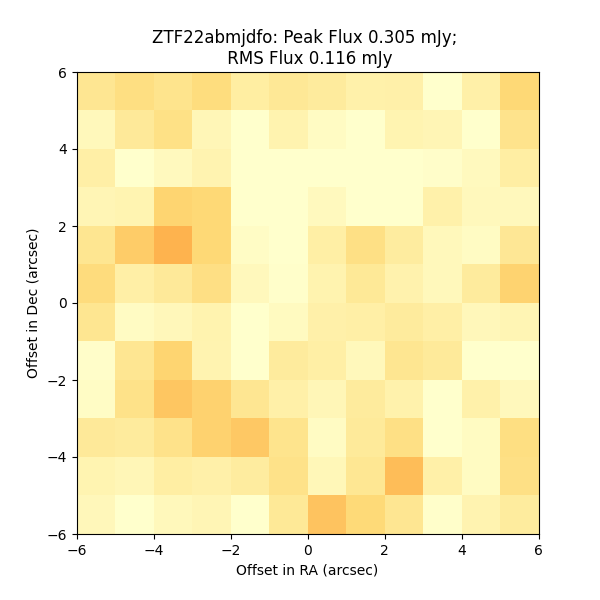 ZTF22abmjdfo: Peak Flux 0.305 mJy;
RMS Flux 0.116 mJy
6
4
2
0
−2
−4
−6
Offset in Dec (arcsec)
−6 −4 −2 0 2 4 6
Offset in RA (arcsec)